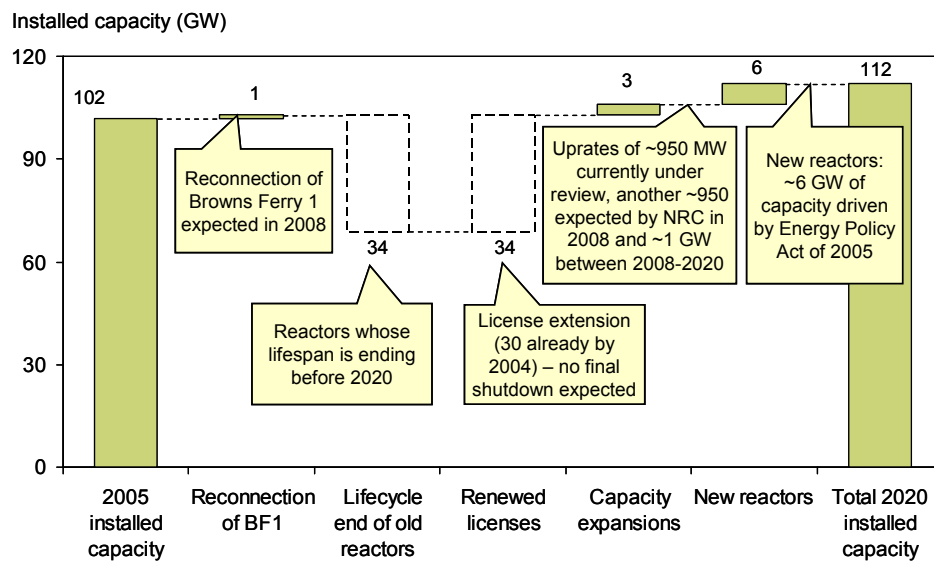 Installed capacity (GW)
120
90
60
30
0
102
1
34
34
3
6
112
Reconnection of
Browns Ferry 1
expected in 2008
Reactors whose
lifespan is ending
before 2020
License extension
(30 already by
2004) – no final
shutdown expected
Uprates of ~950 MW
currently under
review, another ~950
expected by NRC in
2008 and ~1 GW
between 2008-2020
New reactors:
~6 GW of
capacity driven
by Energy Policy
Act of 2005
2005
installed
capacity
Reconnection
of BF1
Lifecycle
end of old
reactors
Renewed
licenses
Capacity
expansions
New reactors
Total 2020
installed
capacity